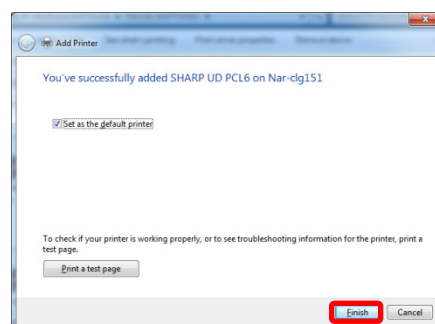 Add Printer
You've successfully added SHARP UD PCL6 on Nar-clg151
Set as the default printer
To check if your printer is working properly, or to see troubleshooting information for the printer, print a
test page.
Print a test page
Finish Cancel